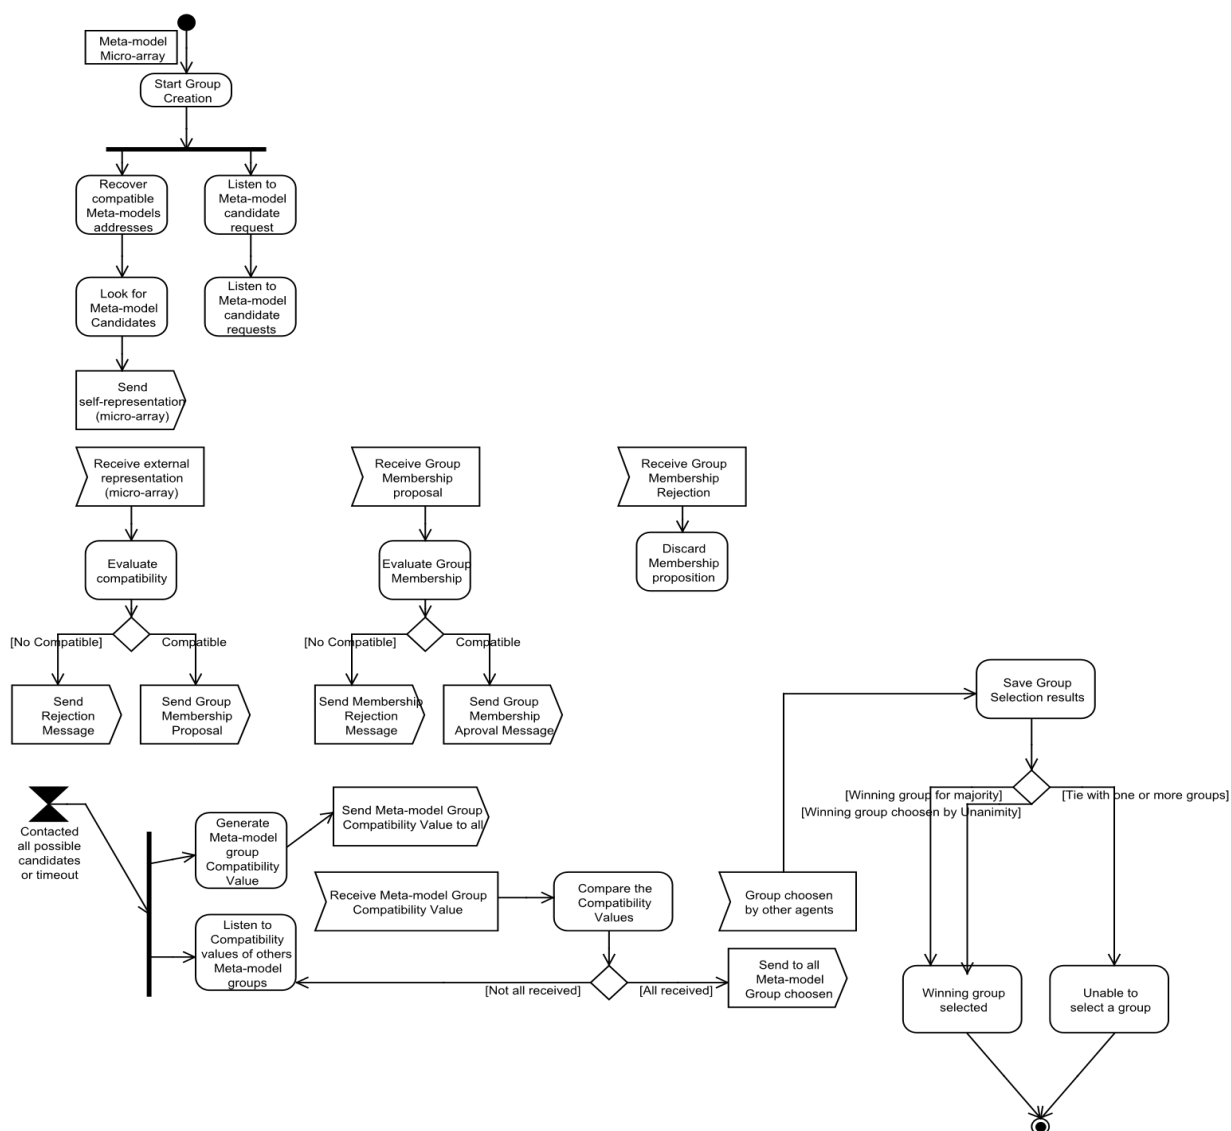 Meta-model
Micro-array
Start Group
Creation
Recover
compatible
Meta-models
addresses
Listen to
Meta-model
candidate
request
Look for
Meta-model
Candidates
Listen to
Meta-model
candidate
requests
Send
self-representation
(micro-array)
Receive external
representation
(micro-array)
Receive Group
Membership
proposal
Receive Group
Membership
Rejection
Evaluate
compatibility
Evaluate Group
Membership
Discard
Membership
proposition
[No Compatible]
Compatible
[No Compatible]
Compatible
Send
Rejection
Message
Send Group
Membership
Proposal
Send Membership
Rejection
Message
Send Group
Membership
Aproval Message
Save Group
Selection results
[Winning group for majority]
[Tie with one or more groups]
[Winning group choosen by Unanimity]
Contacted
all possible
candidates
or timeout
Generate
Meta-model
group
Compatibility
Value
Send Meta-model Group
Compatibility Value to all
Receive Meta-model Group
Compatibility Value
Compare the
Compatibility
Values
Group choosen
by other agents
Listen to
Compatibility
values of others
Meta-model
groups
[Not all received]
[All received]
Send to all
Meta-model
Group choosen
Winning group
selected
Unable to
select a group